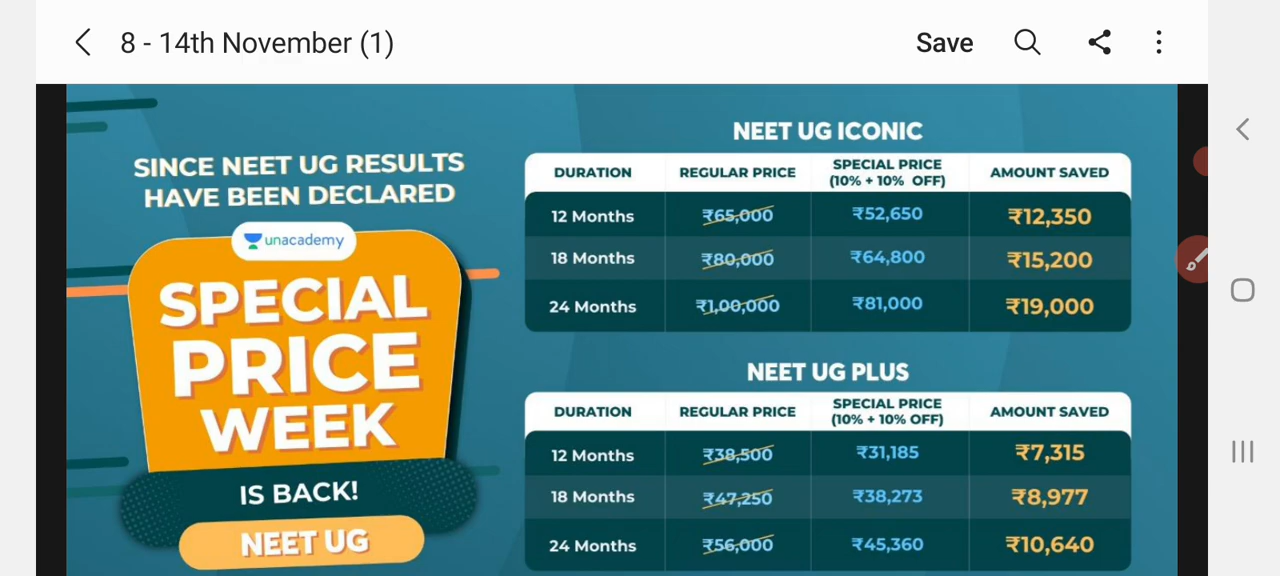 8 - 14th November (1)
Save
SINCE NEET UG RESULTS
HAVE BEEN DECLARED
unacademy
SPECIAL
PRICE
WEEK
IS BACK!
NEET UG
NEET UG ICONIC
DURATION REGULAR PRICE SPECIAL PRICE (10% + 10% OFF) AMOUNT SAVED
12 Months ₹65,000 ₹52,650 ₹12,350
18 Months ₹80,000 ₹64,800 ₹15,200
24 Months ₹1,00,000 ₹81,000 ₹19,000
NEET UG PLUS
DURATION REGULAR PRICE SPECIAL PRICE (10% + 10% OFF) AMOUNT SAVED
12 Months ₹38,500 ₹31,185 ₹7,315
18 Months ₹47,250 ₹38,273 ₹8,977
24 Months ₹56,000 ₹45,360 ₹10,640